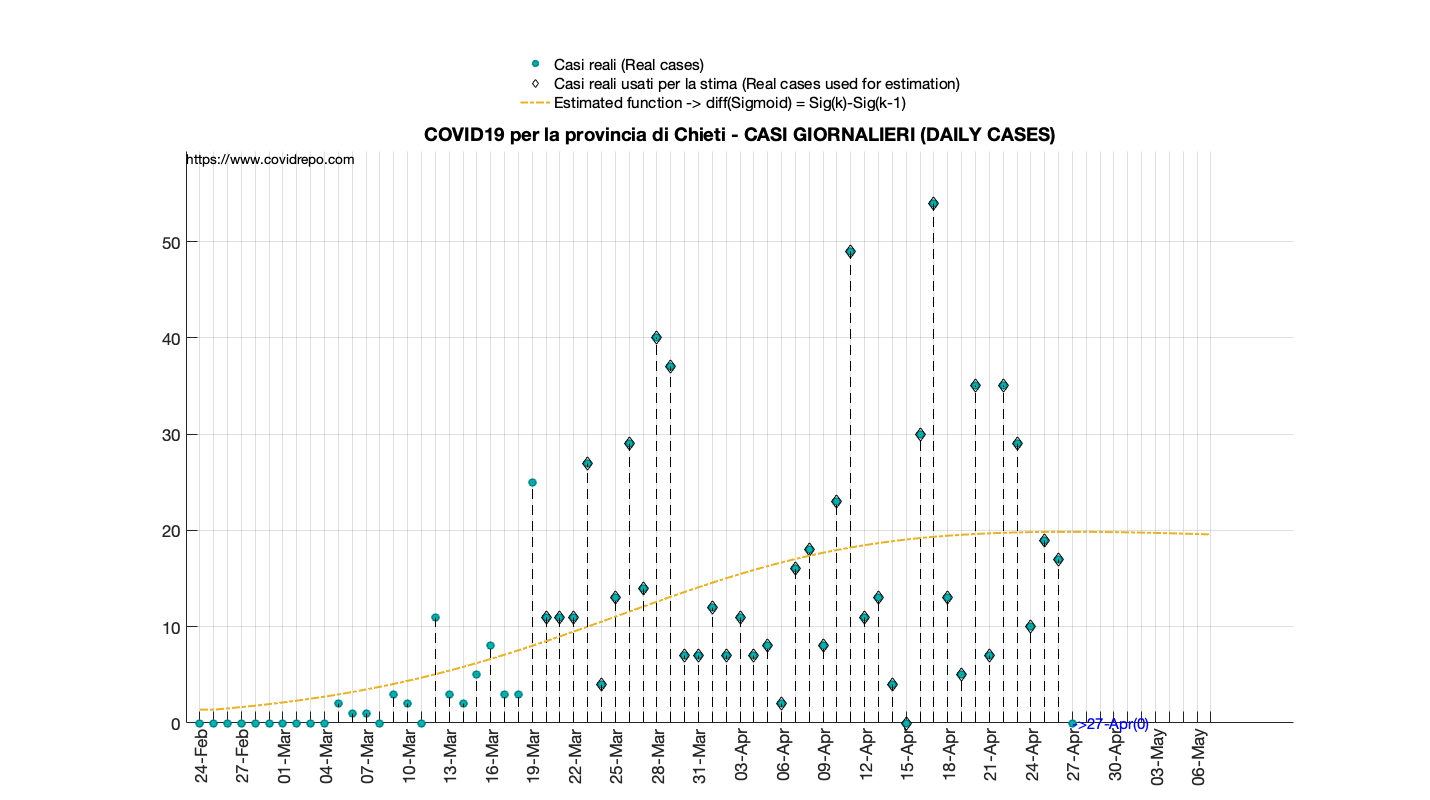 Casi reali (Real cases)
Casi reali usati per la stima (Real cases used for estimation)
Estimated function -> diff(Sigmoid) = Sig(k)-Sig(k-1)
COVID19 per la provincia di Chieti - CASI GIORNALIERI (DAILY CASES)
https://www.covidrepo.com
50
40
30
20
10
0
->27-Apr(0)
24-Feb
27-Feb
01-Mar
04-Mar
07-Mar
10-Mar
13-Mar
16-Mar
19-Mar
22-Mar
25-Mar
28-Mar
31-Mar
03-Apr
06-Apr
09-Apr
12-Apr
15-Apr
18-Apr
21-Apr
24-Apr
27-Apr
30-Apr
03-May
06-May